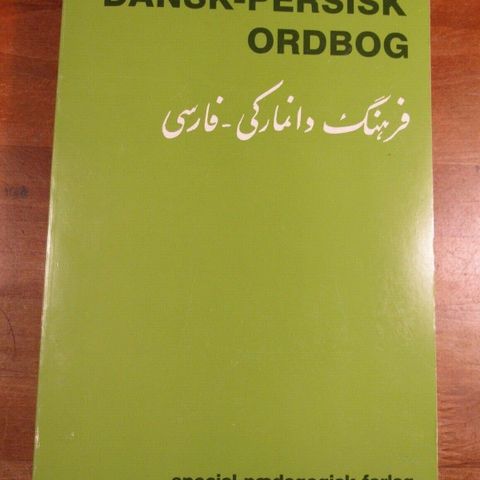 DANSK-PERSISK
ORDBOG
فرهنگ دانمارکی - فارسی
special-pædagogisk forlag